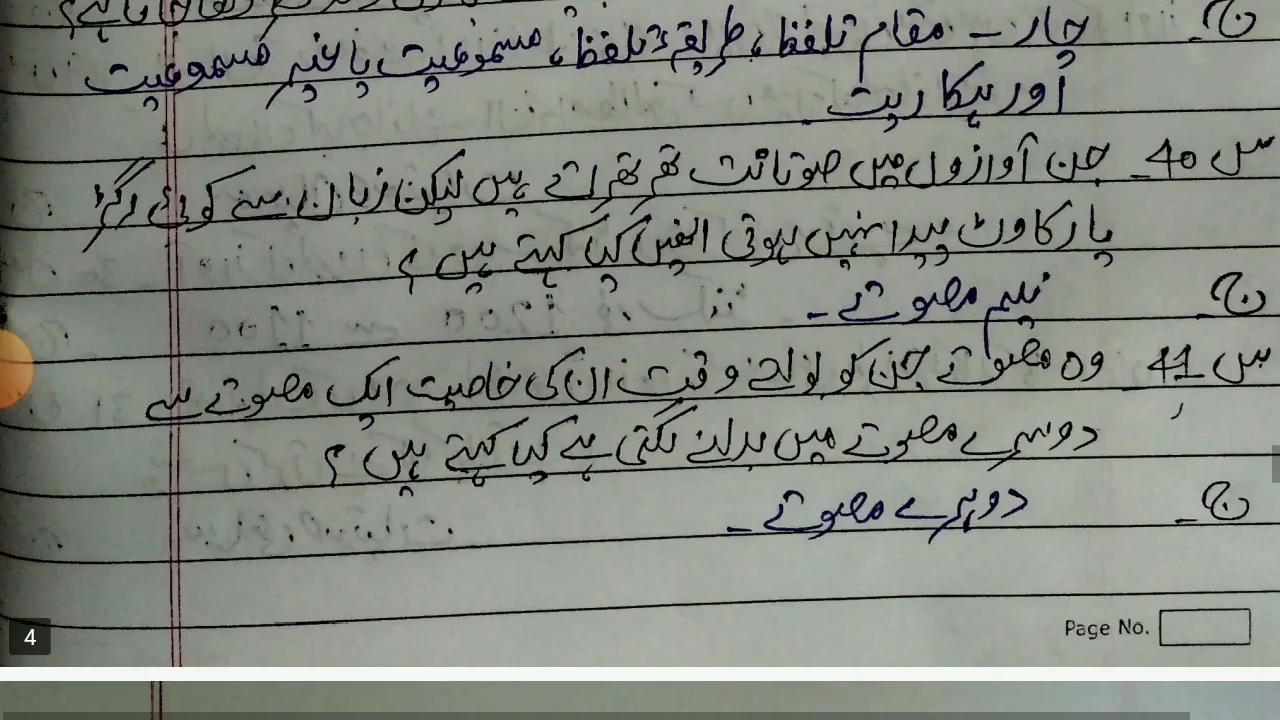 ج۔ چار - مقام تلفظ، طریقۂ تلفظ، مسموعیت یا غیر مسموعیت
اور ہکاریت۔
س 40۔ جن آوازوں میں صوتانت تھرتھراتے ہیں لیکن زبان سے کوئی رگڑ
یا رکاوٹ پیدا نہیں ہوتی انھیں کیا کہتے ہیں؟
ج۔ نیم مصوتے۔
س 41 وہ مصوتے جن کو بولتے وقت ان کی خاصیت ایک مصوتے سے
دوسرے مصوتے میں بدلنے لگتی ہے کیا کہتے ہیں؟
ج۔ دوہرے مصوتے۔
Page No.
4